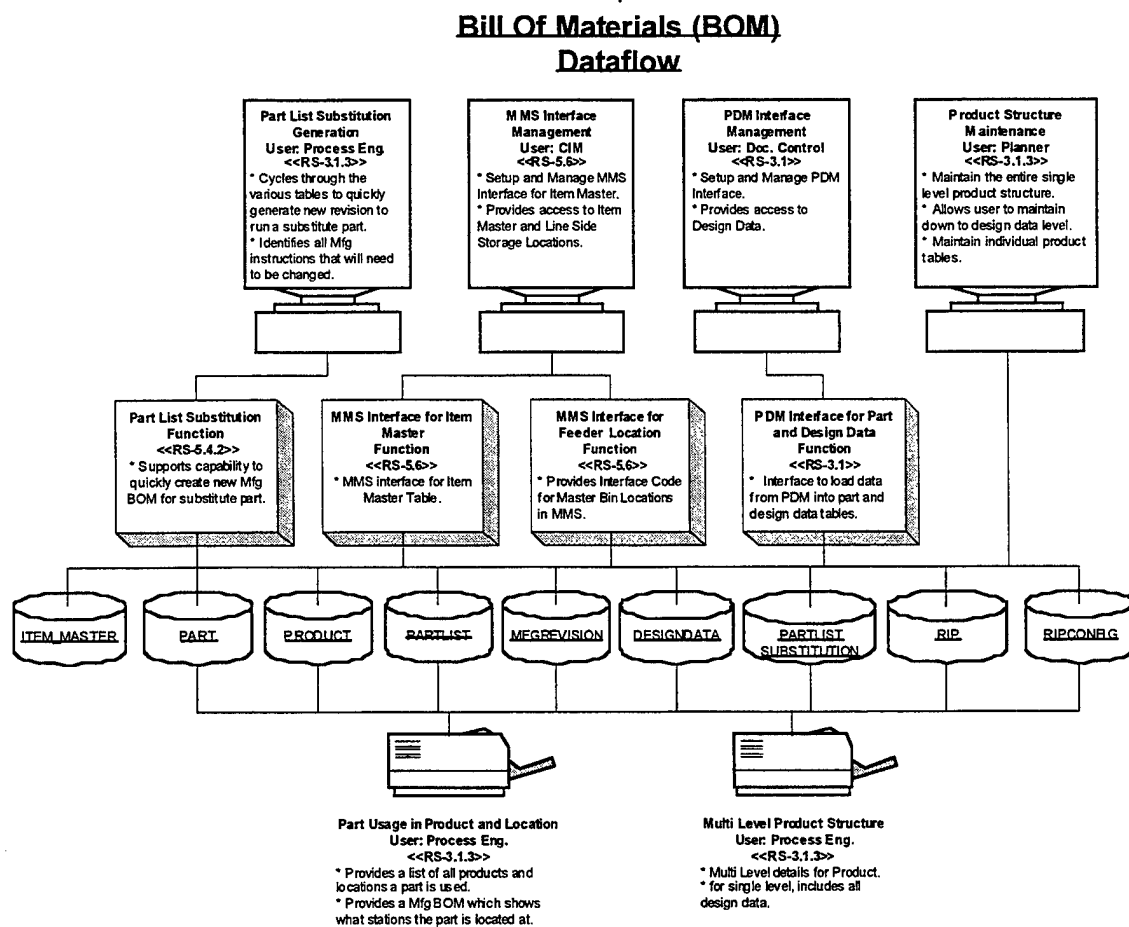 Bill Of Materials (BOM)
Dataflow
Part List Substitution
Generation
User: Process Eng.
<<RS-3.1.3>>
* Cycles through the
various tables to quickly
generate new revision to
run a substitute part.
* Identifies all Mfg
instructions that will need
to be changed.
MMS Interface
Management
User: CIM
<<RS-5.6>>
* Setup and Manage MMS
Interface for Item Master.
* Provides access to Item
Master and Line Side
Storage Locations.
PDM Interface
Management
User: Doc. Control
<<RS-3.1>>
* Setup and Manage PDM
Interface.
* Provides access to
Design Data.
Product Structure
Maintenance
User: Planner
<<RS-3.1.3>>
* Maintain the entire single
level product structure.
* Allows user to maintain
down to design data level.
* Maintain individual product
tables.
Part List Substitution
Function
<<RS-5.4.2>>
* Supports capability to
quickly create new Mfg
BOM for substitute part.
MMS Interface for Item
Master
Function
<<RS-5.6>>
* MMS interface for Item
Master Table.
MMS Interface for
Feeder Location
Function
<<RS-5.6>>
* Provides Interface Code
for Master Bin Locations
in MMS.
PDM Interface for Part
and Design Data
Function
<<RS-3.1>>
* Interface to load data
from PDM into part and
design data tables.
ITEM_MASTER
PART
PRODUCT
PARTLIST
MFGREVISION
DESIGNDATA
PARTLIST
SUBSTITUTION
RIP
RIPCONFIG
Part Usage in Product and Location
User: Process Eng.
<<RS-3.1.3>>
* Provides a list of all products and
locations a part is used.
* Provides a Mfg BOM which shows
what stations the part is located at.
Multi Level Product Structure
User: Process Eng.
<<RS-3.1.3>>
* Multi Level details for Product.
* for single level, includes all
design data.